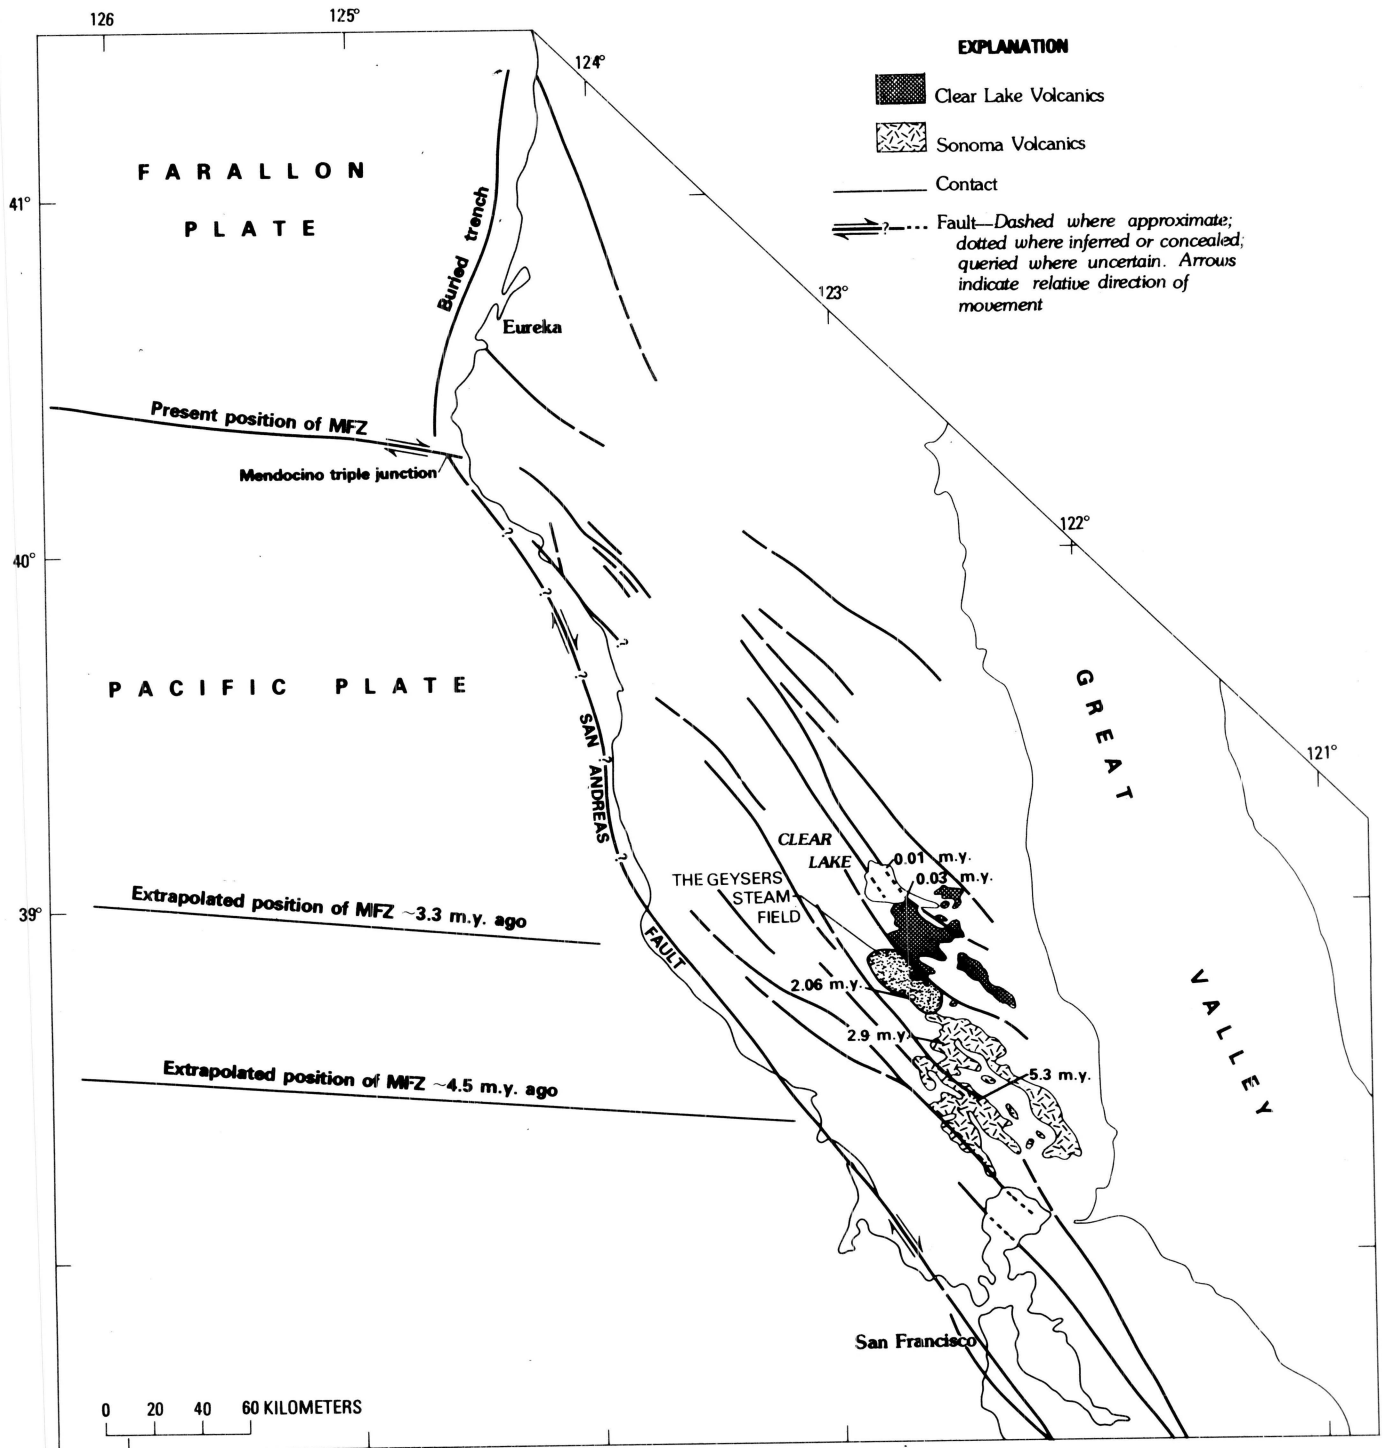 126
125°
124°
EXPLANATION
Clear Lake Volcanics
Sonoma Volcanics
Contact
? Fault—Dashed where approximate;
dotted where inferred or concealed;
queried where uncertain. Arrows
indicate relative direction of
movement
FARALLON
PLATE
41°
Buried trench
123°
Eureka
Present position of MFZ
Mendocino triple junction
122°
40°
?
?
?
?
PACIFIC PLATE
GREAT
VALLEY
121°
SAN ANDREAS FAULT
?
?
CLEAR
LAKE
0.01 m.y.
0.03 m.y.
THE GEYSERS
STEAM-
FIELD
Extrapolated position of MFZ ~3.3 m.y. ago
39°
2.06 m.y.
2.9 m.y.
5.3 m.y.
Extrapolated position of MFZ ~4.5 m.y. ago
San Francisco
0 20 40 60 KILOMETERS